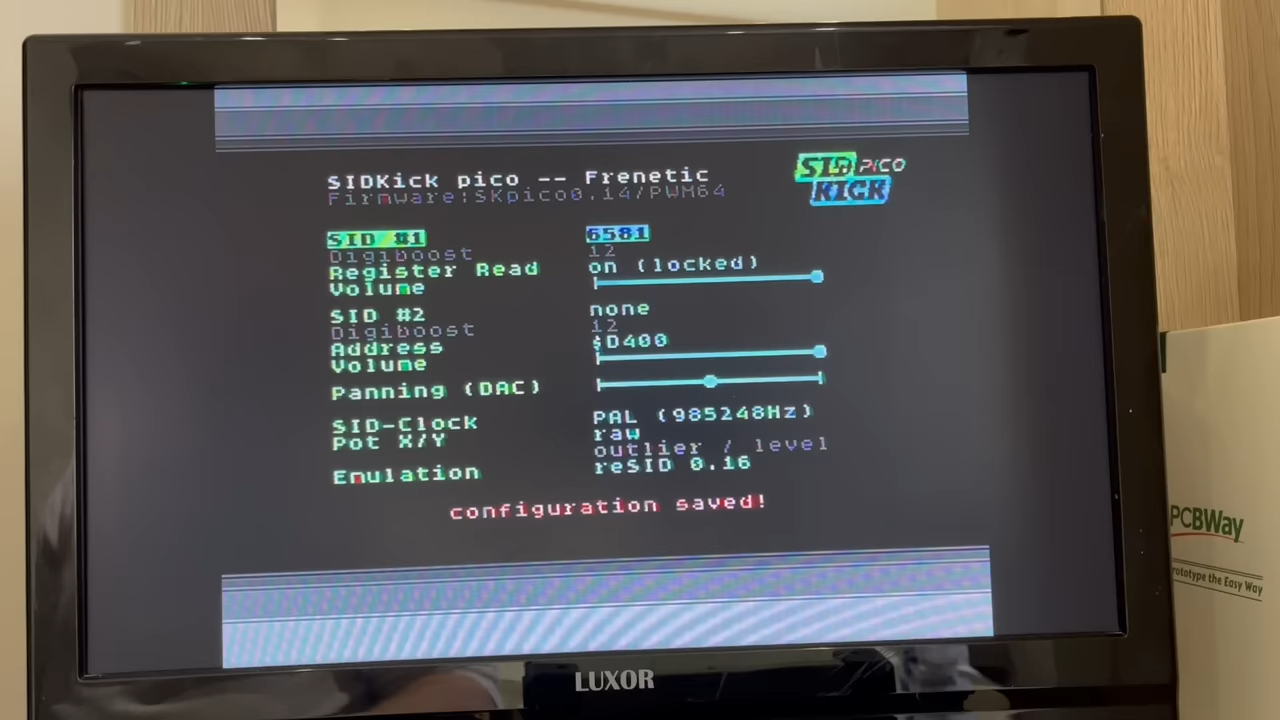 SIDKick pico -- Frenetic
Firmware:SKpico0.14/PWM64
SID PICO
KICK
SID #1 6581
Digiboost 12
Register Read on (locked)
Volume
SID #2 none
Digiboost 12
Address $D400
Volume
Panning (DAC)
SID-Clock PAL (985248Hz)
Pot X/Y raw
outlier / level
Emulation reSID 0.16
configuration saved!
PCBWay
rototype the Easy Way
LUXOR